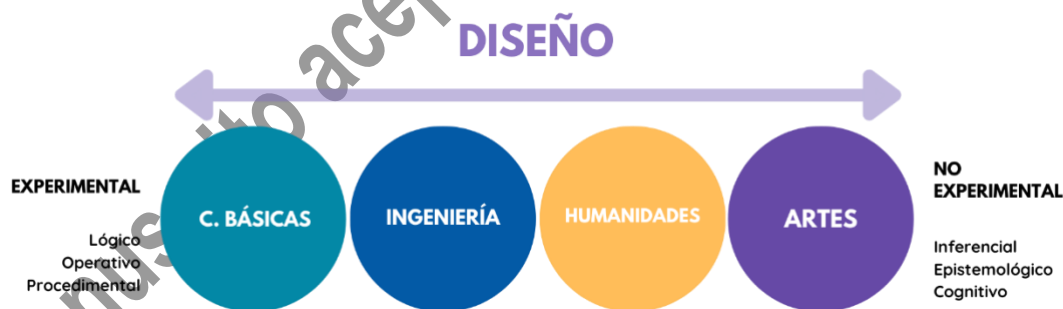 DISEÑO
EXPERIMENTAL
Lógico
Operativo
Procedimental
C. BÁSICAS
INGENIERÍA
HUMANIDADES
ARTES
NO
EXPERIMENTAL
Inferencial
Epistemológico
Cognitivo